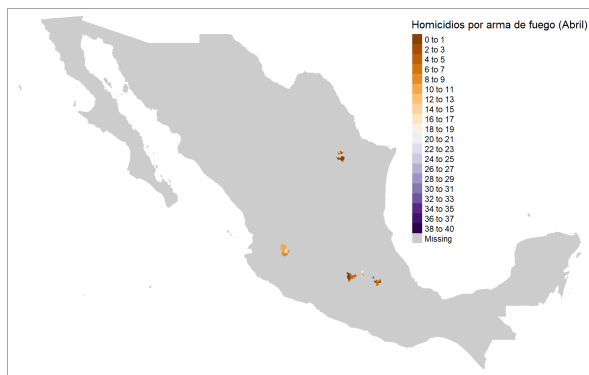 Homicidios por arma de fuego (Abril)
0 to 1
2 to 3
4 to 5
6 to 7
8 to 9
10 to 11
12 to 13
14 to 15
16 to 17
18 to 19
20 to 21
22 to 23
24 to 25
26 to 27
28 to 29
30 to 31
32 to 33
34 to 35
36 to 37
38 to 40
Missing